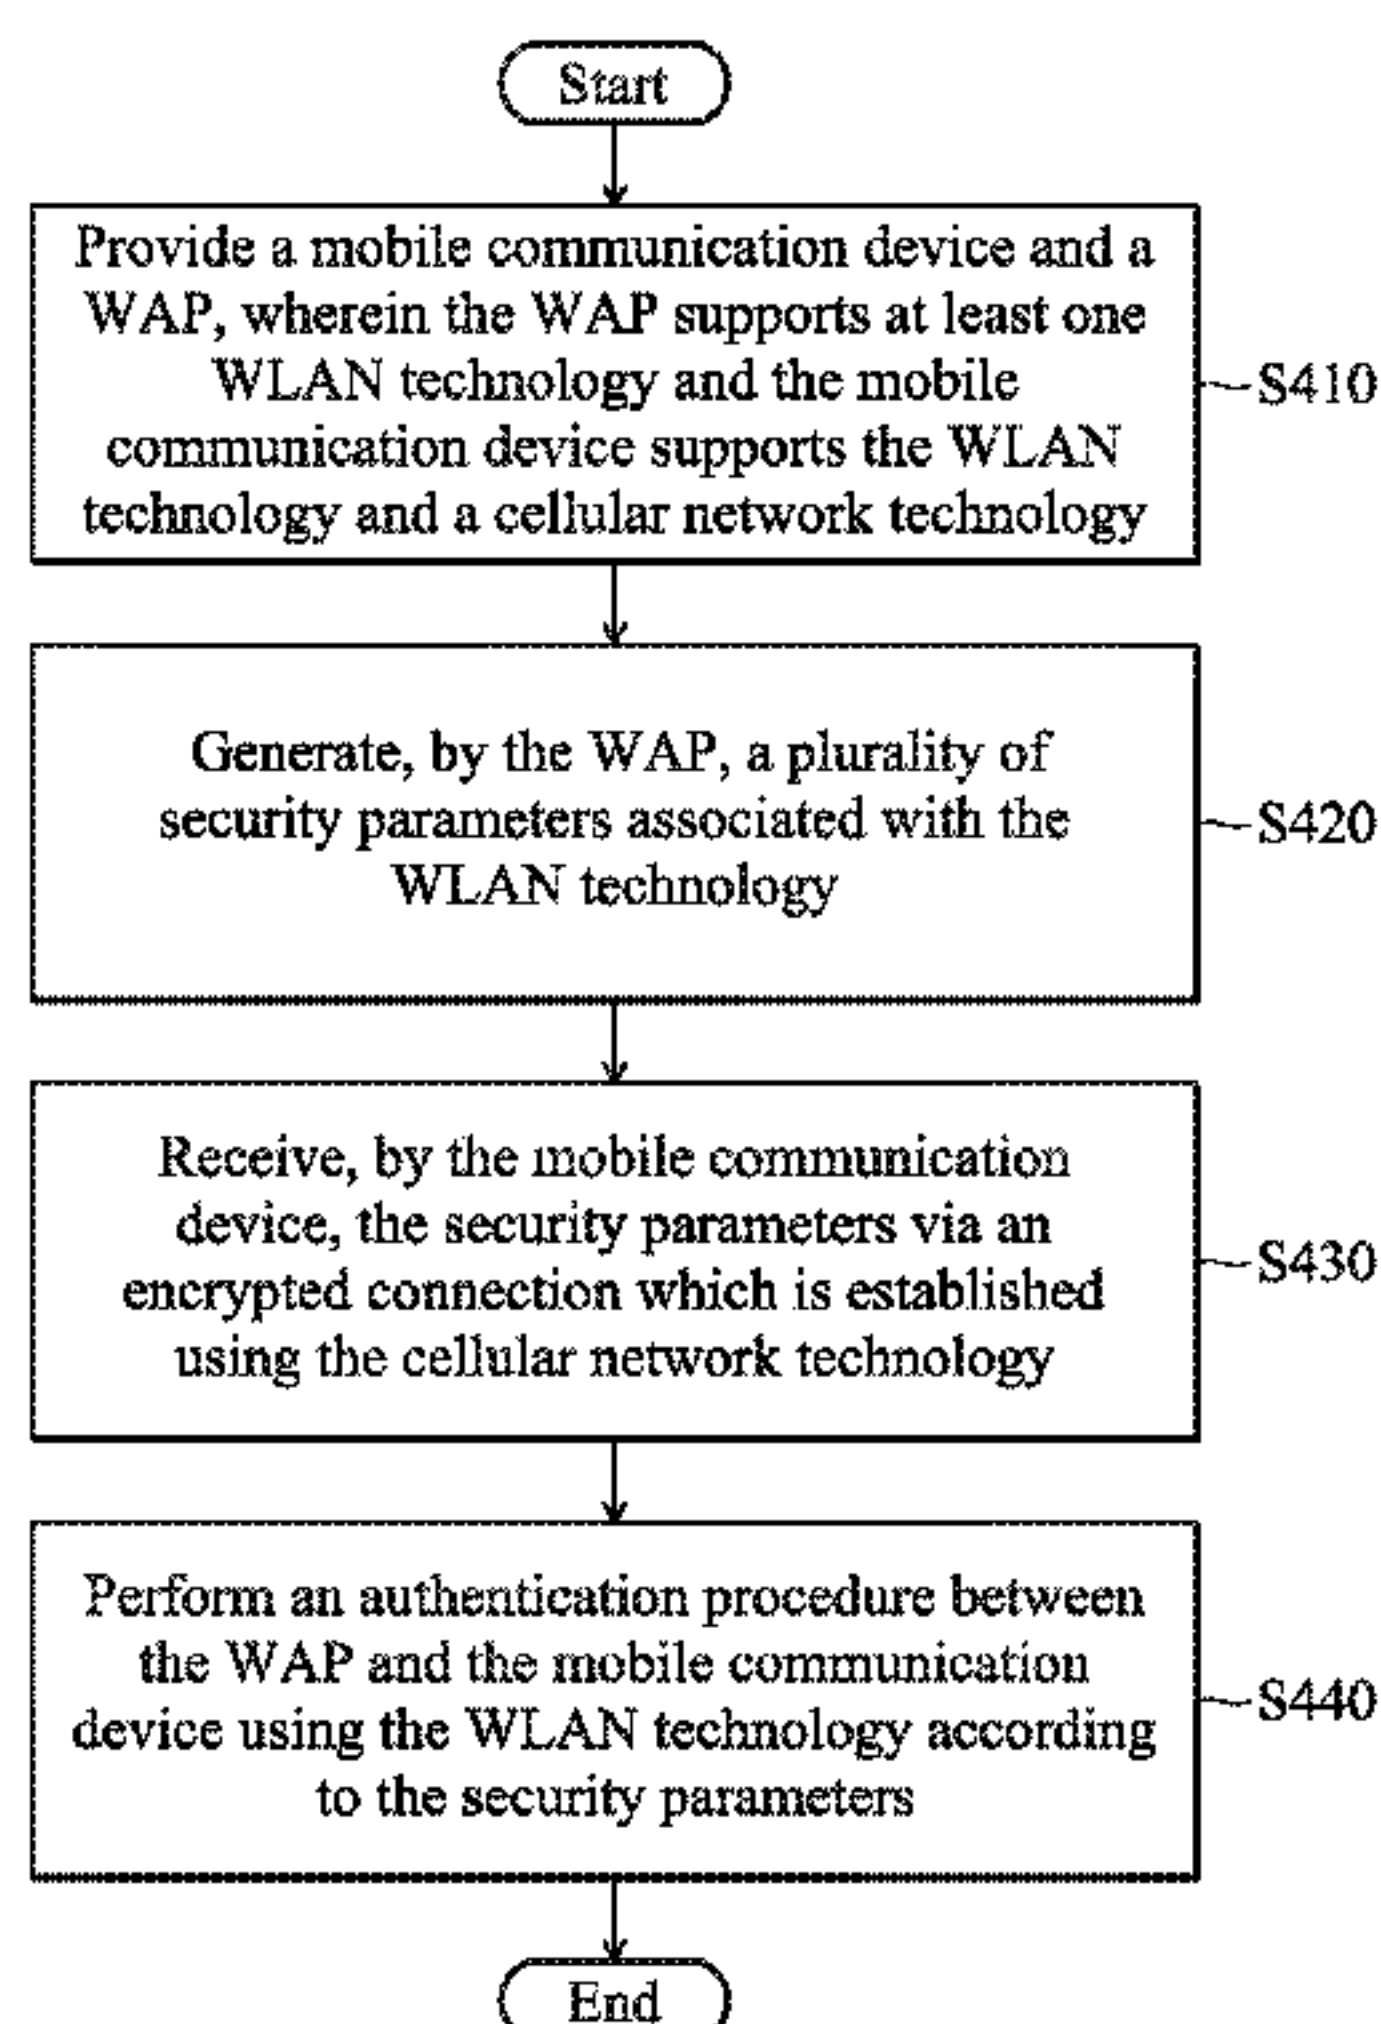 Start
Provide a mobile communication device and a
WAP, wherein the WAP supports at least one
WLAN technology and the mobile
communication device supports the WLAN
technology and a cellular network technology
S410
Generate, by the WAP, a plurality of
security parameters associated with the
WLAN technology
S420
Receive, by the mobile communication
device, the security parameters via an
encrypted connection which is established
using the cellular network technology
S430
Perform an authentication procedure between
the WAP and the mobile communication
device using the WLAN technology according
to the security parameters
S440
End